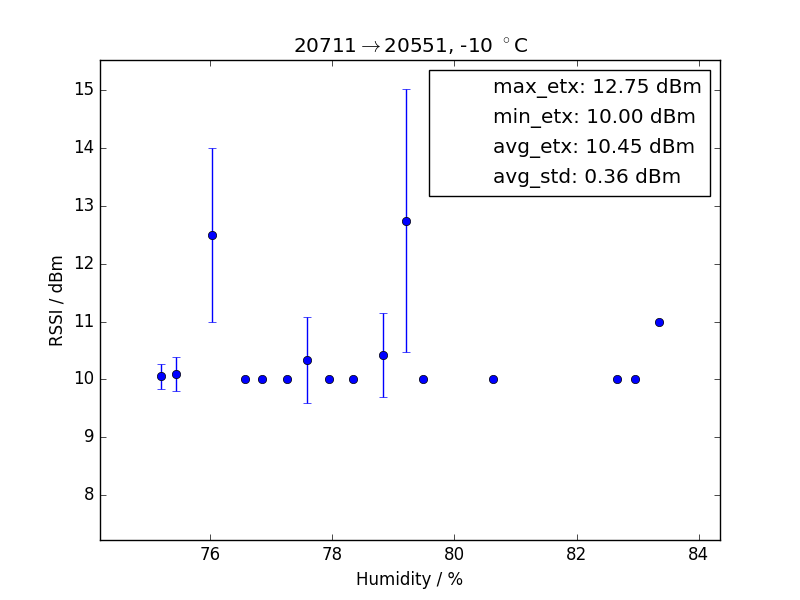 20711→20551, -10 °C
max_etx: 12.75 dBm
min_etx: 10.00 dBm
avg_etx: 10.45 dBm
avg_std: 0.36 dBm
RSSI / dBm
15
14
13
12
11
10
9
8
76 78 80 82 84
Humidity / %